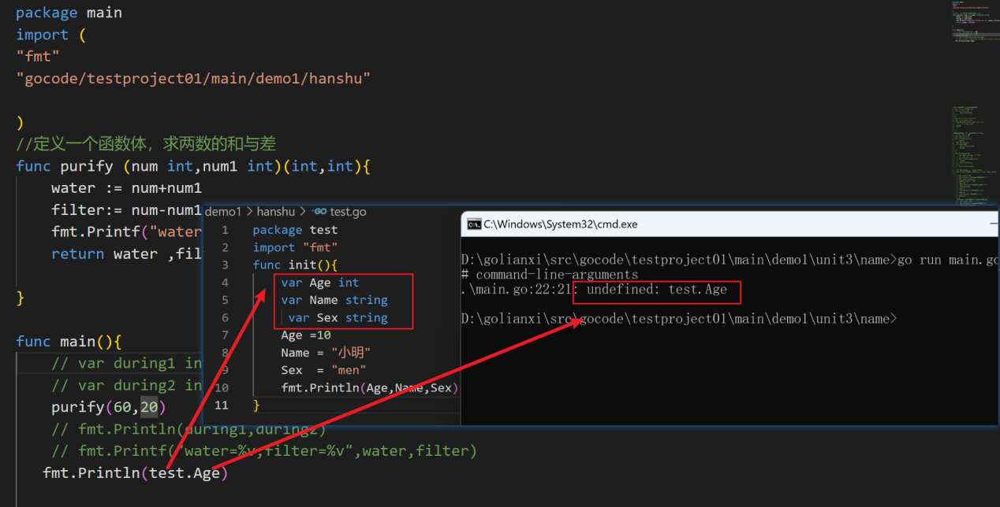 package main
import (
"fmt"
"gocode/testproject01/main/demo1/hanshu"
)
//定义一个函数体，求两数的和与差
func purify (num int,num1 int)(int,int){
water := num+num1
filter:= num-num1
fmt.Printf("water
return water ,fil
}
func main(){
// var during1 in
// var during2 in
purify(60,20)
// fmt.Println(during1,during2)
// fmt.Printf("water=%v,filter=%v",water,filter)
fmt.Println(test.Age)
demo1 > hanshu > GO test.go
1 package test
2 import "fmt"
3 func init(){
4 var Age int
5 var Name string
6 var Sex string
7 Age =10
8 Name = "小明"
9 Sex = "men"
10 fmt.Println(Age,Name,Sex)
11 }
C:\Windows\System32\cmd.exe
D:\golianxi\src\gocode\testproject01\main\demo1\unit3\name>go run main.go
# command-line-arguments
.\main.go:22:21: undefined: test.Age
D:\golianxi\src\gocode\testproject01\main\demo1\unit3\name>